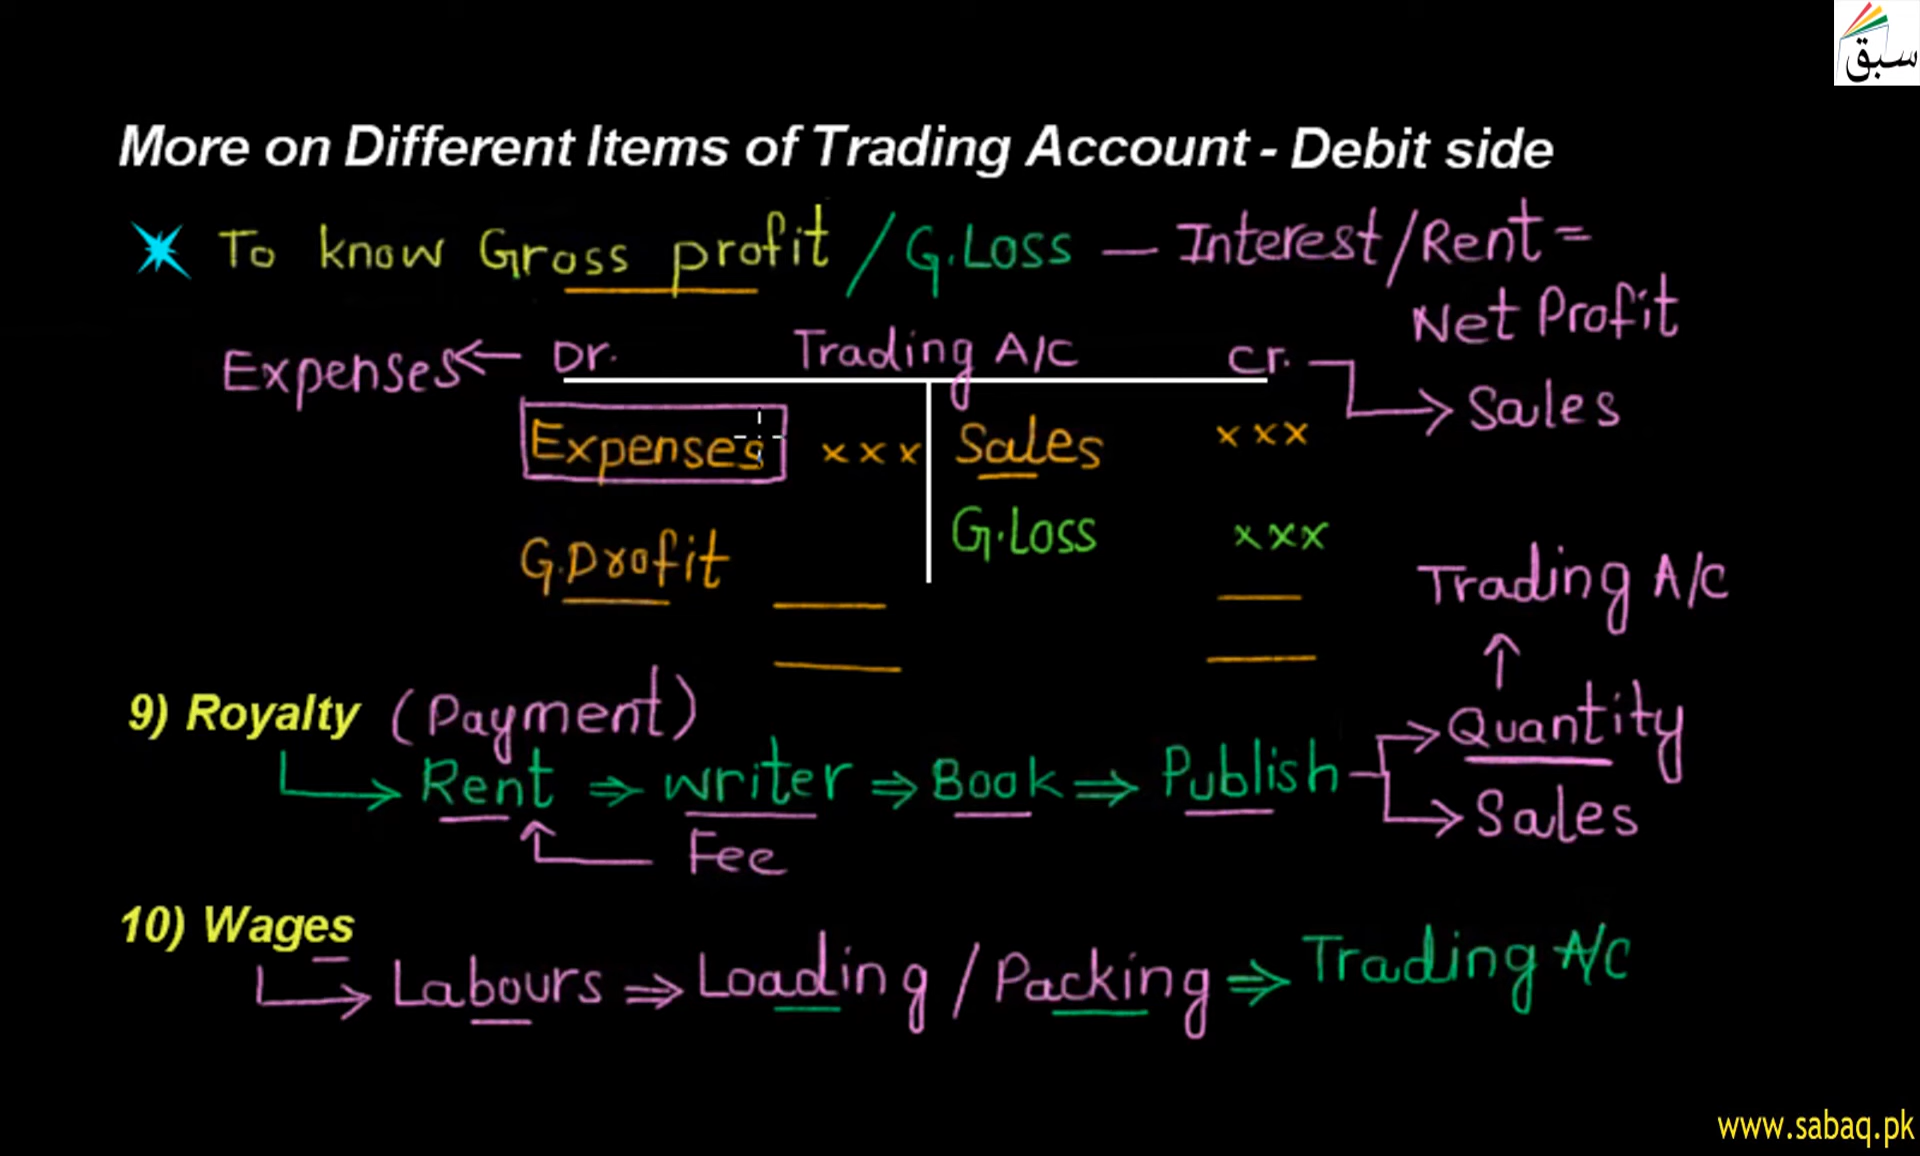 سبق
More on Different Items of Trading Account - Debit side
To know Gross profit / G.Loss — Interest/Rent =
Net Profit
Expenses ← Dr. Trading A/C Cr. → Sales
Expenses xxx Sales xxx
G.Profit G.Loss xxx
Trading A/C
↑
9) Royalty (Payment) → Quantity
→ Rent ⇒ Writer ⇒ Book ⇒ Publish → Sales
Fee
10) Wages
→ Labours ⇒ Loading / Packing ⇒ Trading A/C
www.sabaq.pk